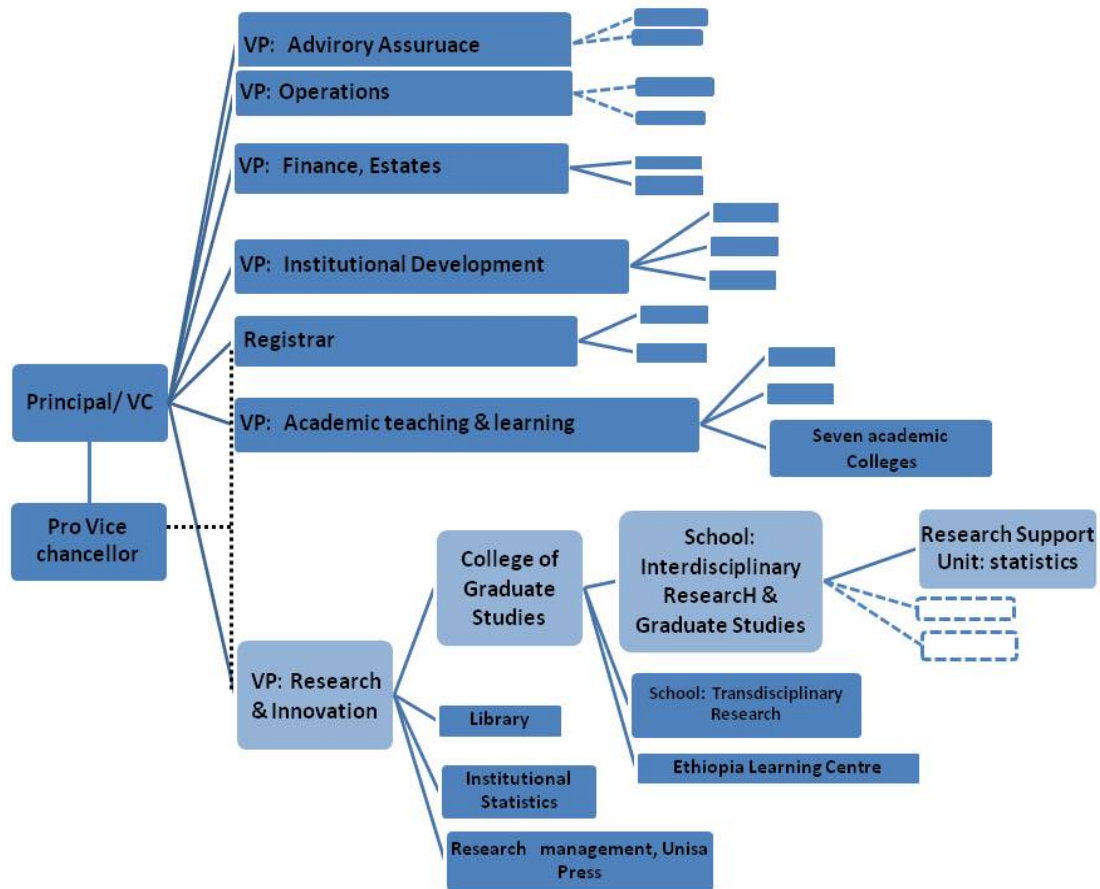 VP: Advirory Assuruace
VP: Operations
VP: Finance, Estates
VP: Institutional Development
Registrar
Principal/ VC
VP: Academic teaching & learning
Seven academic
Colleges
Pro Vice
chancellor
College of
Graduate
Studies
School:
Interdisciplinary
ResearcH &
Graduate Studies
Research Support
Unit: statistics
VP: Research
& Innovation
Library
School: Transdisciplinary
Research
Ethiopia Learning Centre
Institutional
Statistics
Research management, Unisa
Press